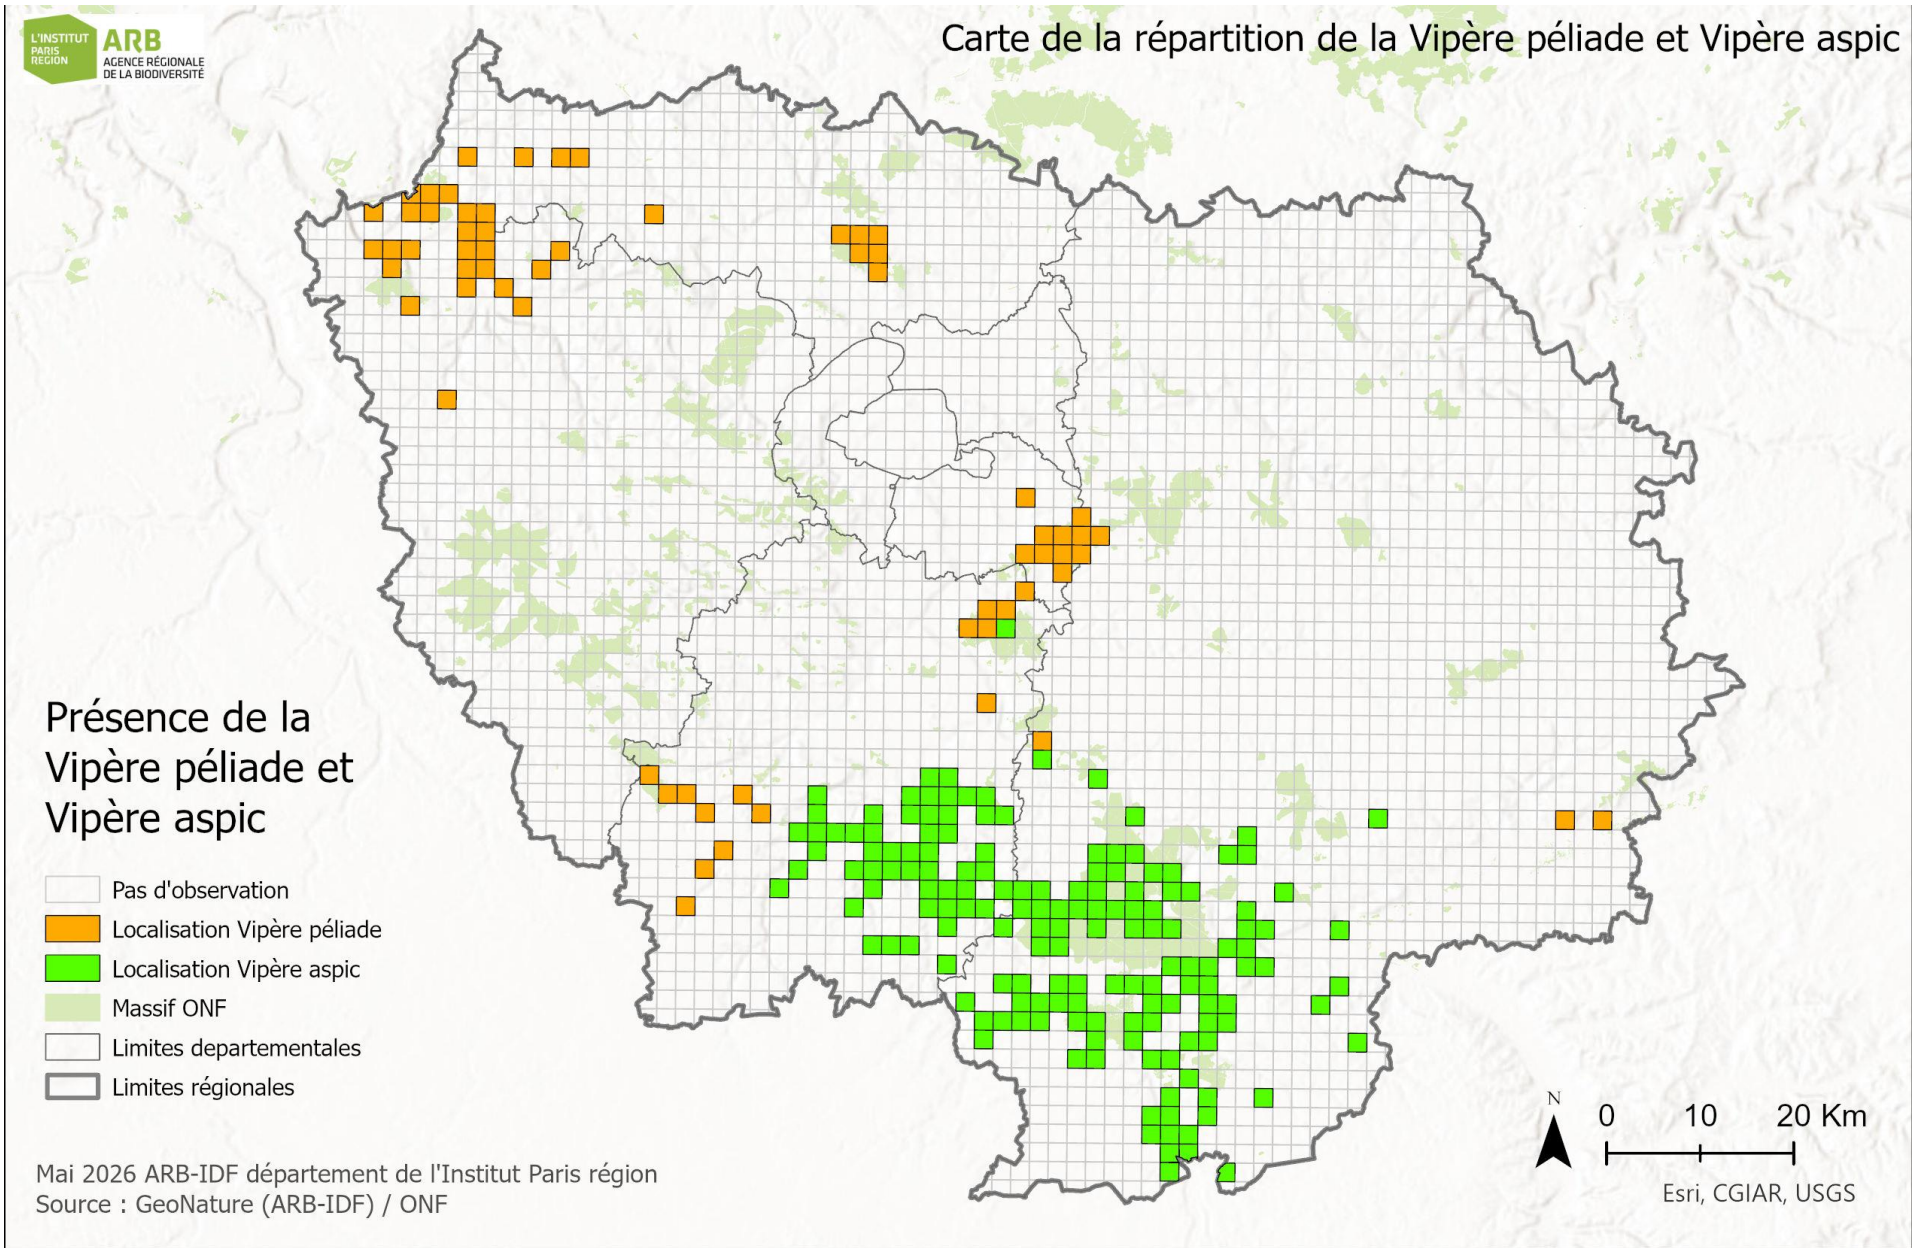 L'INSTITUT
PARIS
REGION
ARB
AGENCE RÉGIONALE
DE LA BIODIVERSITÉ
Carte de la répartition de la Vipère péliade et Vipère aspic
Présence de la
Vipère péliade et
Vipère aspic
Pas d'observation
Localisation Vipère péliade
Localisation Vipère aspic
Massif ONF
Limites departementales
Limites régionales
N
0 10 20 Km
Mai 2026 ARB-IDF département de l'Institut Paris région
Source : GeoNature (ARB-IDF) / ONF
Esri, CGIAR, USGS